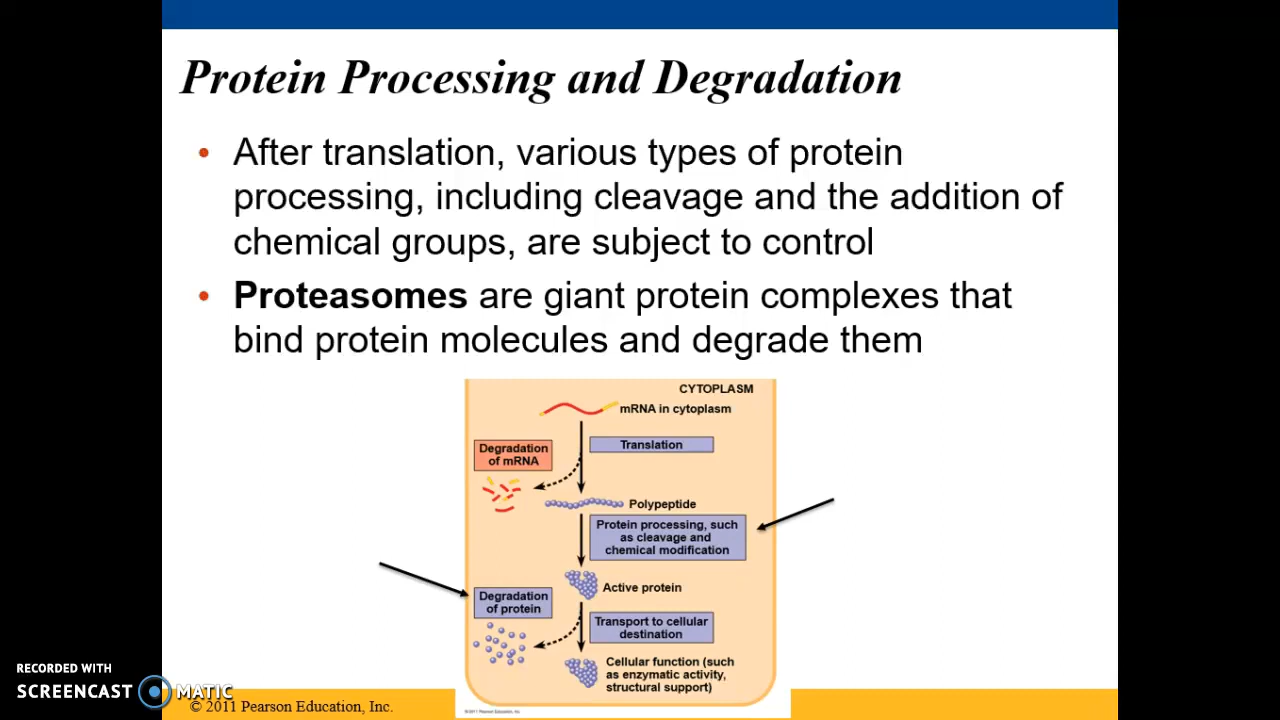 Protein Processing and Degradation
• After translation, various types of protein
processing, including cleavage and the addition of
chemical groups, are subject to control
• Proteasomes are giant protein complexes that
bind protein molecules and degrade them
CYTOPLASM
mRNA in cytoplasm
Translation
Degradation
of mRNA
Polypeptide
Protein processing, such
as cleavage and
chemical modification
Active protein
Degradation
of protein
Transport to cellular
destination
Cellular function (such
as enzymatic activity,
structural support)
RECORDED WITH
SCREENCAST MATIC
© 2011 Pearson Education, Inc.
© 2011 Pearson Education, Inc.